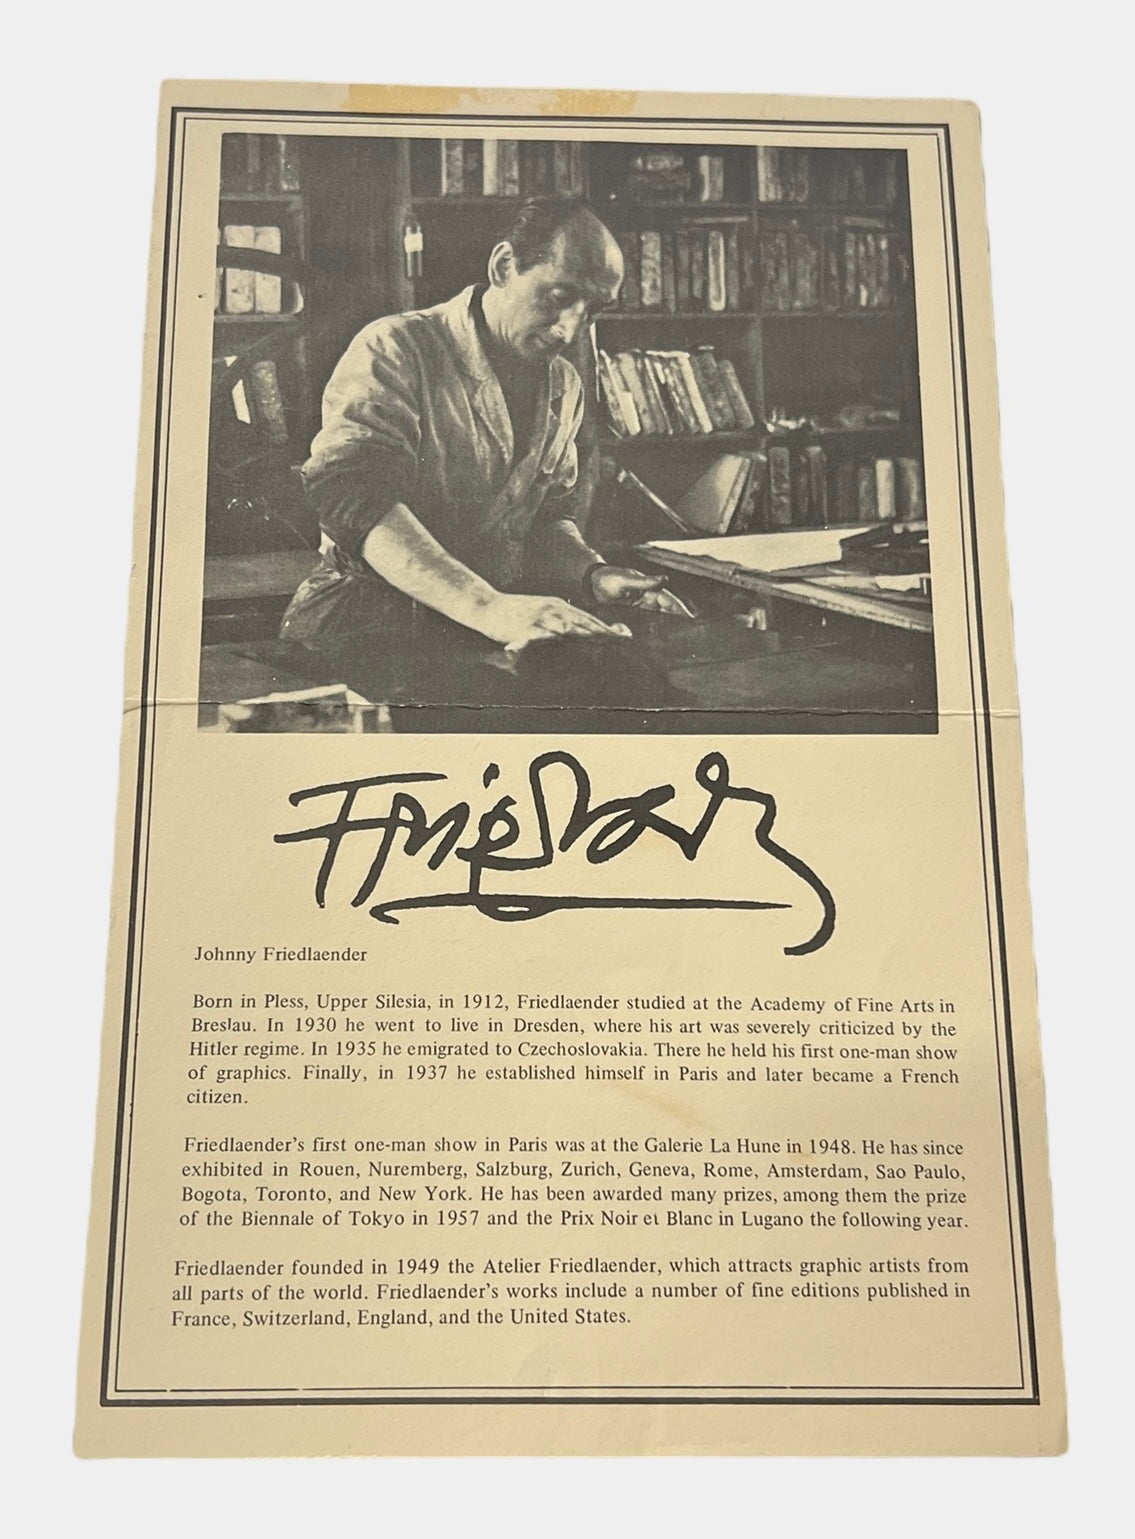 Friedlaender
Johnny Friedlaender
Born in Pless, Upper Silesia, in 1912, Friedlaender studied at the Academy of Fine Arts in
Breslau. In 1930 he went to live in Dresden, where his art was severely criticized by the
Hitler regime. In 1935 he emigrated to Czechoslovakia. There he held his first one-man show
of graphics. Finally, in 1937 he established himself in Paris and later became a French
citizen.
Friedlaender's first one-man show in Paris was at the Galerie La Hune in 1948. He has since
exhibited in Rouen, Nuremberg, Salzburg, Zurich, Geneva, Rome, Amsterdam, Sao Paulo,
Bogota, Toronto, and New York. He has been awarded many prizes, among them the prize
of the Biennale of Tokyo in 1957 and the Prix Noir et Blanc in Lugano the following year.
Friedlaender founded in 1949 the Atelier Friedlaender, which attracts graphic artists from
all parts of the world. Friedlaender's works include a number of fine editions published in
France, Switzerland, England, and the United States.